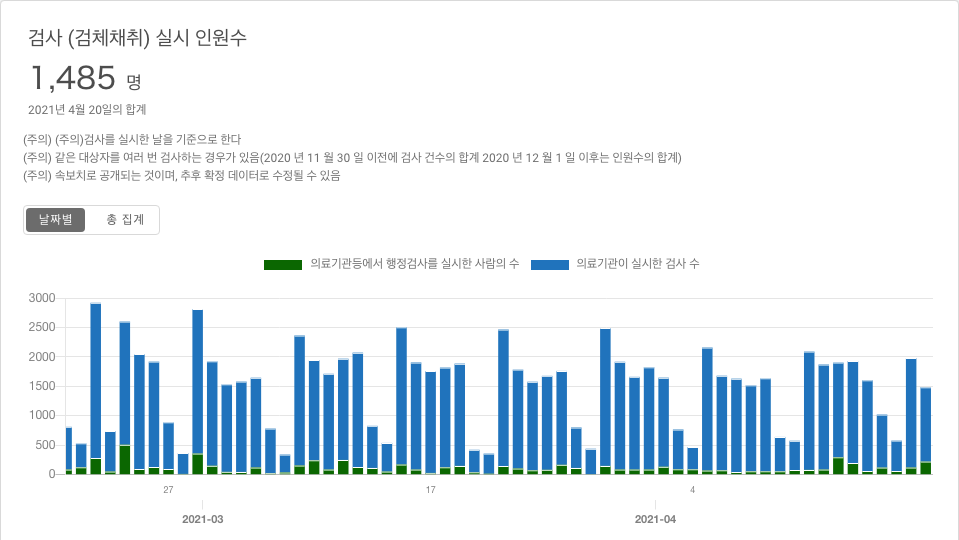 검사 (검체채취) 실시 인원수
1,485 명
2021년 4월 20일의 합계
(주의) (주의)검사를 실시한 날을 기준으로 한다
(주의) 같은 대상자를 여러 번 검사하는 경우가 있음(2020 년 11 월 30 일 이전에 검사 건수의 합계 2020 년 12 월 1 일 이후는 인원수의 합계)
(주의) 속보치로 공개되는 것이며, 추후 확정 데이터로 수정될 수 있음
날짜별 총 집계
의료기관등에서 행정검사를 실시한 사람의 수 의료기관이 실시한 검사 수
3000
2500
2000
1500
1000
500
0
27 17 4
2021-03 2021-04